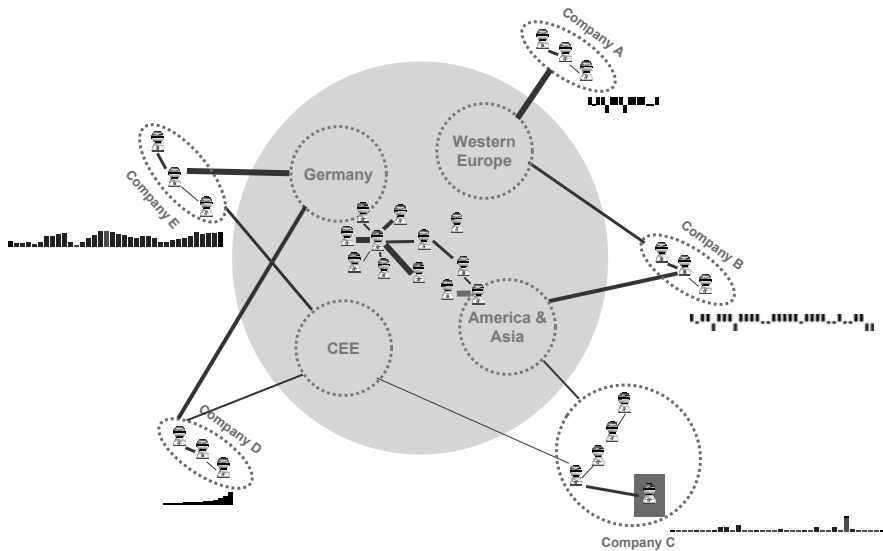 Company A
Western
Europe
Germany
Company E
Company B
America &
Asia
CEE
Company D
Company C